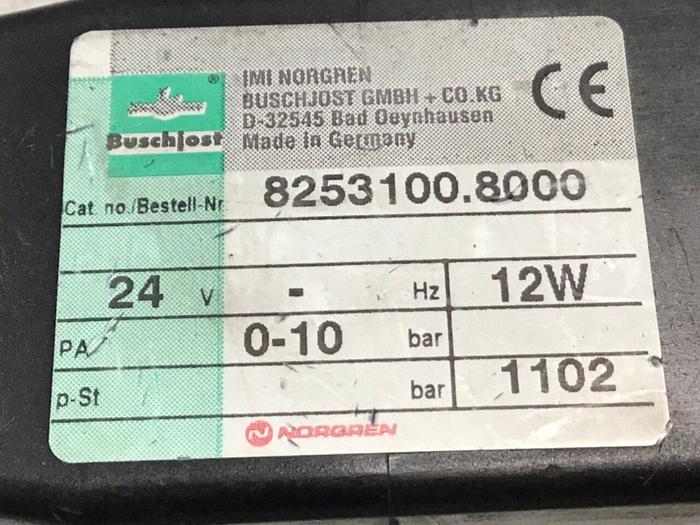 ®
Buschjost
IMI NORGREN
BUSCHJOST GMBH + CO.KG
D-32545 Bad Oeynhausen
Made in Germany
CE
Cat. no./Bestell-Nr. 8253100.8000
24 V - Hz 12W
PA 0-10 bar
p-St bar 1102
NORGREN